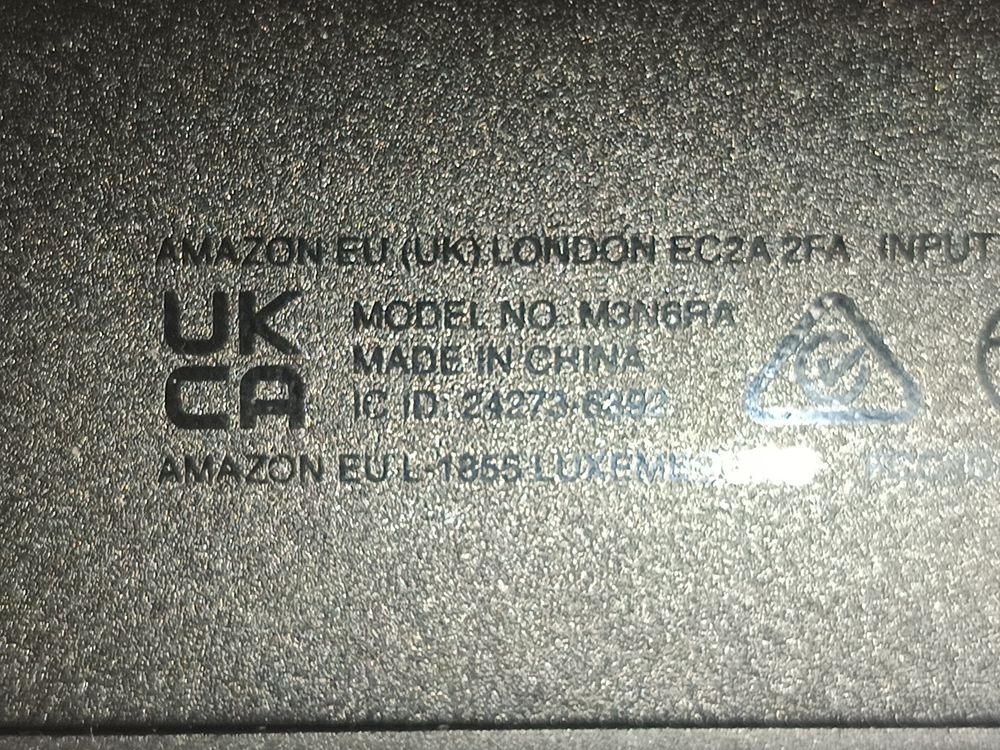 AMAZON EU (UK) LONDON EC2A 2FA INPUT
UK
CA
MODEL NO. M3N6RA
MADE IN CHINA
IC ID: 24273-6392
AMAZON EU L-1855